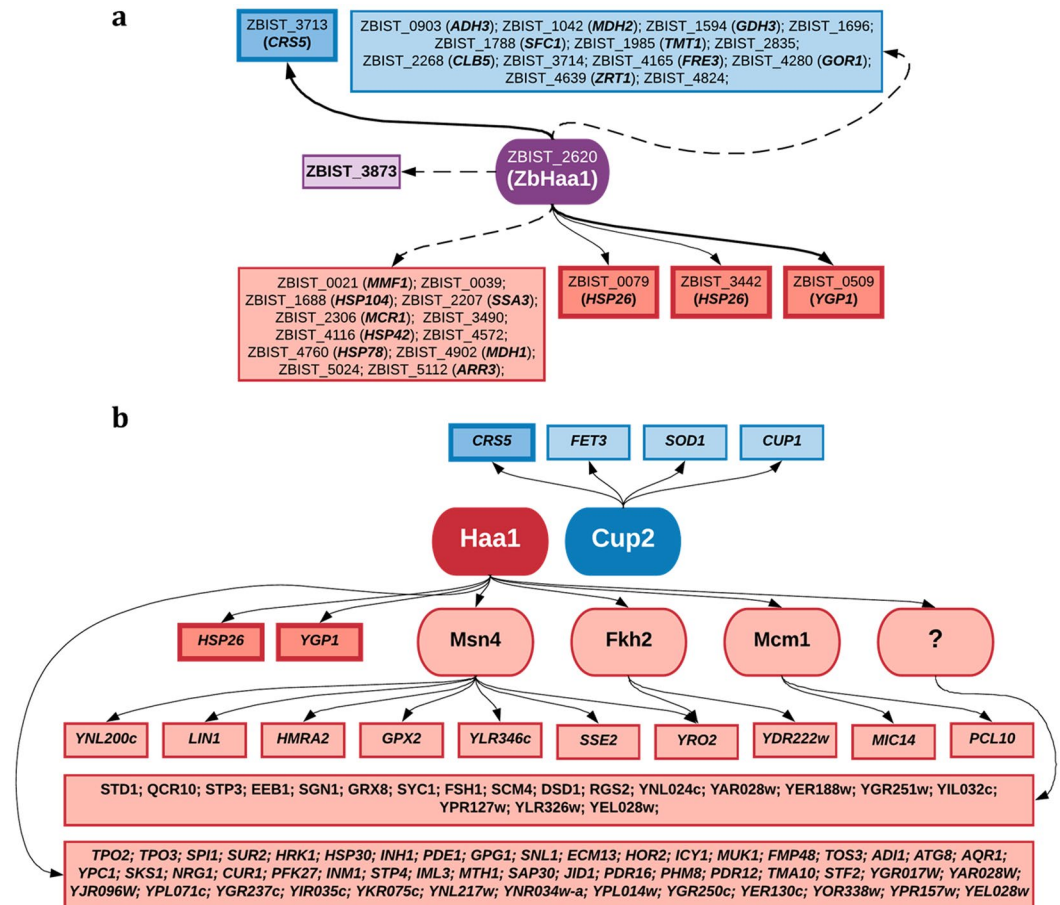 a
ZBIST_3713
(CRS5)
ZBIST_0903 (ADH3); ZBIST_1042 (MDH2); ZBIST_1594 (GDH3); ZBIST_1696;
ZBIST_1788 (SFC1); ZBIST_1985 (TMT1); ZBIST_2835;
ZBIST_2268 (CLB5); ZBIST_3714; ZBIST_4165 (FRE3); ZBIST_4280 (GOR1);
ZBIST_4639 (ZRT1); ZBIST_4824;
ZBIST_3873
ZBIST_2620
(ZbHaa1)
ZBIST_0021 (MMF1); ZBIST_0039;
ZBIST_1688 (HSP104); ZBIST_2207 (SSA3);
ZBIST_2306 (MCR1); ZBIST_3490;
ZBIST_4116 (HSP42); ZBIST_4572;
ZBIST_4760 (HSP78); ZBIST_4902 (MDH1);
ZBIST_5024; ZBIST_5112 (ARR3);
ZBIST_0079
(HSP26)
ZBIST_3442
(HSP26)
ZBIST_0509
(YGP1)
b
CRS5
FET3
SOD1
CUP1
Haa1
Cup2
HSP26
YGP1
Msn4
Fkh2
Mcm1
?
YNL200c
LIN1
HMRA2
GPX2
YLR346c
SSE2
YRO2
YDR222w
MIC14
PCL10
STD1; QCR10; STP3; EEB1; SGN1; GRX8; SYC1; FSH1; SCM4; DSD1; RGS2; YNL024c; YAR028w; YER188w; YGR251w; YIL032c;
YPR127w; YLR326w; YEL028w;
TPO2; TPO3; SPI1; SUR2; HRK1; HSP30; INH1; PDE1; GPG1; SNL1; ECM13; HOR2; ICY1; MUK1; FMP48; TOS3; ADI1; ATG8; AQR1;
YPC1; SKS1; NRG1; CUR1; PFK27; INM1; STP4; IML3; MTH1; SAP30; JID1; PDR16; PHM8; PDR12; TMA10; STF2; YGR017W; YAR028W;
YJR096W; YPL071c; YGR237c; YIR035c; YKR075c; YNL217w; YNR034w-a; YPL014w; YGR250c; YER130c; YOR338w; YPR157w; YEL028w